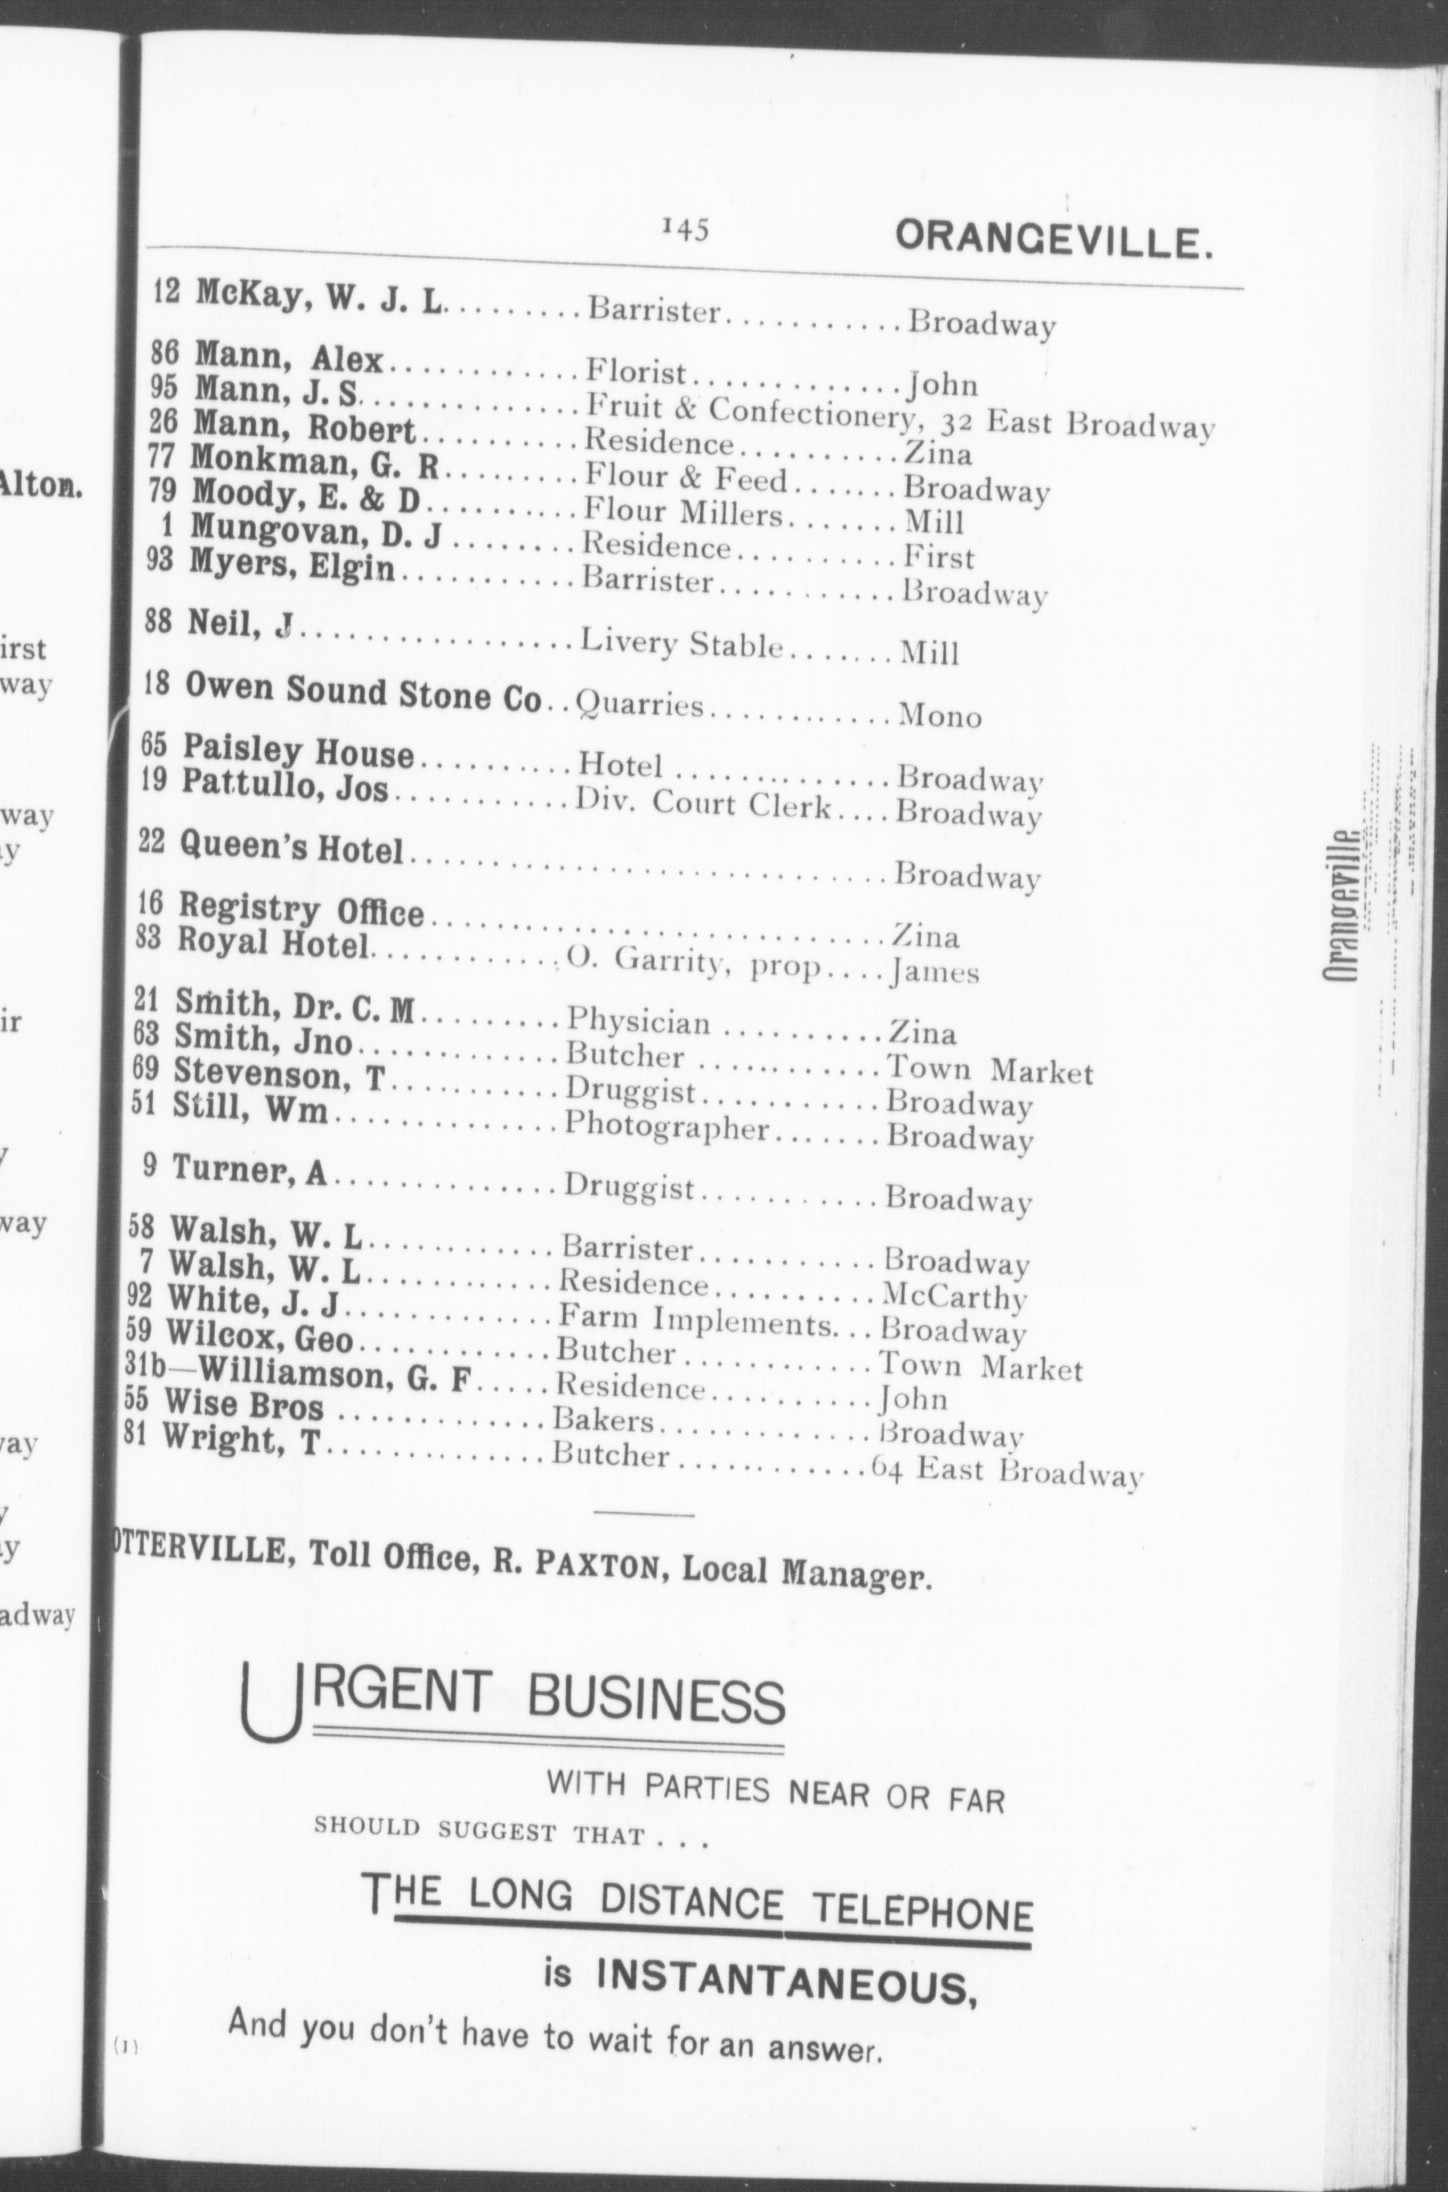 145 ORANGEVILLE.
12 McKay, W. J. L.........Barrister...........Broadway
86 Mann, Alex............Florist.............John
95 Mann, J. S..............Fruit & Confectionery, 32 East Broadway
26 Mann, Robert..........Residence..........Zina
77 Monkman, G. R.........Flour & Feed.......Broadway
79 Moody, E. & D..........Flour Millers.......Mill
1 Mungovan, D. J ........Residence..........First
93 Myers, Elgin...........Barrister...........Broadway
88 Neil, J.................Livery Stable.......Mill
18 Owen Sound Stone Co..Quarries...........Mono
65 Paisley House..........Hotel .............Broadway
19 Pattullo, Jos...........Div. Court Clerk....Broadway
22 Queen's Hotel.............................Broadway
16 Registry Office............................Zina
83 Royal Hotel............O. Garrity, prop....James
21 Smith, Dr. C. M.........Physician ..........Zina
63 Smith, Jno.............Butcher ...........Town Market
69 Stevenson, T...........Druggist...........Broadway
51 Still, Wm..............Photographer.......Broadway
9 Turner, A..............Druggist...........Broadway
58 Walsh, W. L............Barrister...........Broadway
7 Walsh, W. L............Residence..........McCarthy
92 White, J. J.............Farm Implements...Broadway
59 Wilcox, Geo............Butcher............Town Market
31b—Williamson, G. F.....Residence..........John
55 Wise Bros .............Bakers.............Broadway
81 Wright, T..............Butcher............64 East Broadway
OTTERVILLE, Toll Office, R. PAXTON, Local Manager.
URGENT BUSINESS
WITH PARTIES NEAR OR FAR
SHOULD SUGGEST THAT . . .
THE LONG DISTANCE TELEPHONE
is INSTANTANEOUS,
And you don't have to wait for an answer.
(1)
Alton.
Orangeville